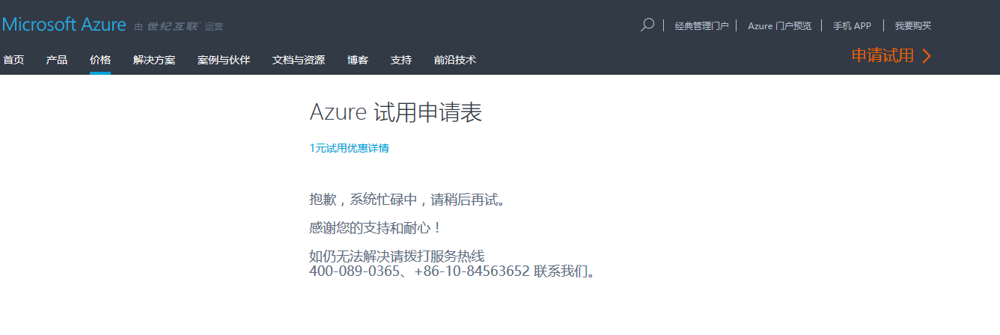 Microsoft Azure 由 世纪互联 运营
经典管理门户 Azure 门户预览 手机 APP 我要购买
首页 产品 价格 解决方案 案例与伙伴 文档与资源 博客 支持 前沿技术
申请试用
Azure 试用申请表
1元试用优惠详情
抱歉，系统忙碌中，请稍后再试。
感谢您的支持和耐心！
如仍无法解决请拨打服务热线
400-089-0365、+86-10-84563652 联系我们。